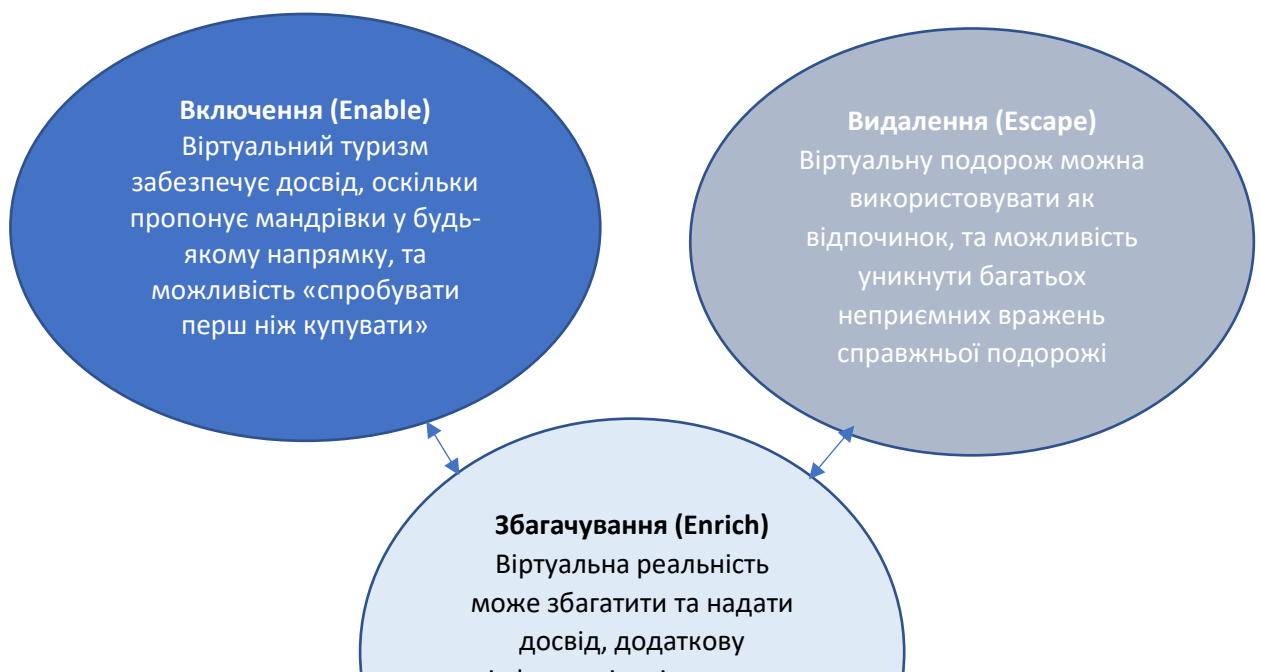 Включення (Enable)
Віртуальний туризм
забезпечує досвід, оскільки
пропонує мандрівки у будь-
якому напрямку, та
можливість «спробувати
перш ніж купувати»
Видалення (Escape)
Віртуальну подорож можна
використовувати як
відпочинок, та можливість
уникнути багатьох
неприємних вражень
справжньої подорожі
Збагачування (Enrich)
Віртуальна реальність
може збагатити та надати
досвід, додаткову